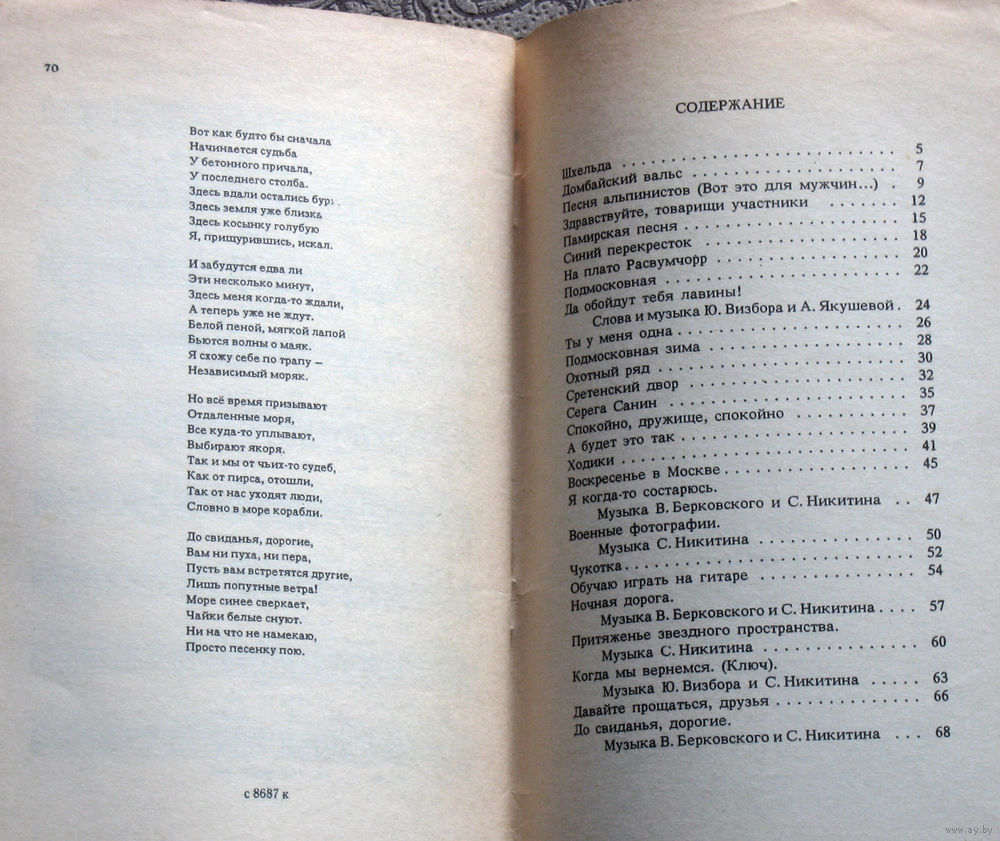 70
Вот как будто бы сначала
Начинается судьба
У бетонного причала,
У последнего столба.
Здесь вдали остались
Здесь земля уже близка
Здесь косынку голубую
Я, прищурившись, искал.
И забудутся едва ли
Эти несколько минут,
Здесь меня когда-то ждали,
А теперь уже не ждут.
Белой пеной, мягкой лапой
Бьются волны о маяк.
Я схожу себе по трапу –
Независимый моряк.
Но всё время призывают
Отдаленные моря,
Все куда-то уплывают,
Выбирают якоря.
Так и мы от чьих-то судеб,
Как от пирса, отошли,
Так от нас уходят люди,
Словно в море корабли.
До свиданья, дорогие,
Вам ни пуха, ни пера,
Пусть вам встретятся другие,
Лишь попутные ветра!
Море синее сверкает,
Чайки белые снуют.
Ни на что не намекаю,
Просто песенку пою.
с 8687 к
СОДЕРЖАНИЕ
Шхельда . . . . . . . . . . . . . . . . . . . . . . 5
Домбайский вальс . . . . . . . . . . . . . . . . . 7
Песня альпинистов (Вот это для мужчин...) . 9
Здравствуйте, товарищи участники . . . . . . . 12
Памирская песня . . . . . . . . . . . . . . . . . 15
Синий перекресток . . . . . . . . . . . . . . . . 18
На плато Расвумчорр . . . . . . . . . . . . . . . 20
Подмосковная . . . . . . . . . . . . . . . . . . . 22
Да обойдут тебя лавины!
Слова и музыка Ю. Визбора и А. Якушевой . 24
Ты у меня одна . . . . . . . . . . . . . . . . . . 26
Подмосковная зима . . . . . . . . . . . . . . . . 28
Охотный ряд . . . . . . . . . . . . . . . . . . . 30
Сретенский двор . . . . . . . . . . . . . . . . . 32
Серега Санин . . . . . . . . . . . . . . . . . . . 35
Спокойно, дружище, спокойно . . . . . . . . . 37
А будет это так . . . . . . . . . . . . . . . . . . 39
Ходики . . . . . . . . . . . . . . . . . . . . . . 41
Воскресенье в Москве . . . . . . . . . . . . . . 45
Я когда-то состарюсь.
Музыка В. Берковского и С. Никитина . . 47
Военные фотографии.
Музыка С. Никитина . . . . . . . . . . . . . 50
Чукотка . . . . . . . . . . . . . . . . . . . . . . 52
Обучаю играть на гитаре . . . . . . . . . . . . 54
Ночная дорога.
Музыка В. Берковского и С. Никитина . . . . 57
Притяженье звездного пространства.
Музыка С. Никитина . . . . . . . . . . . . . 60
Когда мы вернемся. (Ключ).
Музыка Ю. Визбора и С. Никитина . . . . . 63
Давайте прощаться, друзья . . . . . . . . . . . 66
До свиданья, дорогие.
Музыка В. Берковского и С. Никитина . . . 68
www.ay.by